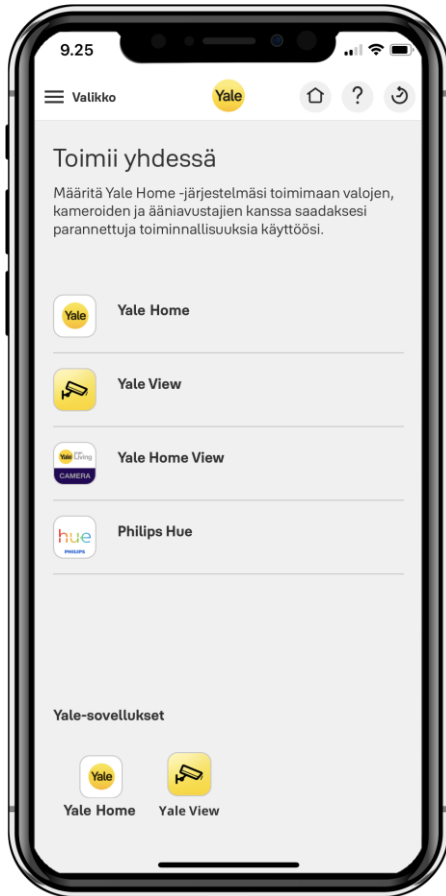 9.25
Valikko
Yale
?
Toimii yhdessä
Määritä Yale Home -järjestelmäsi toimimaan valojen,
kameroiden ja ääniavustajien kanssa saadaksesi
parannettuja toiminnallisuuksia käyttöösi.
Yale
Yale Home
Yale View
Yale Living
CAMERA
Yale Home View
hue
PHILIPS
Philips Hue
Yale-sovellukset
Yale
Yale Home
Yale View